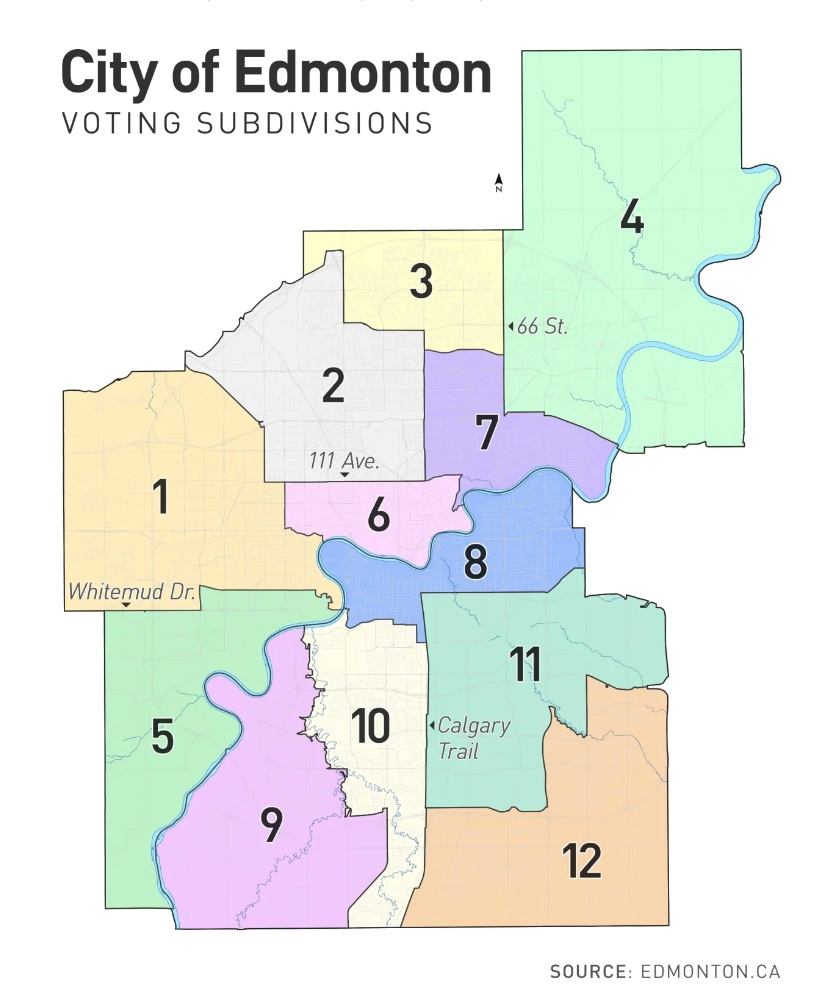 City of Edmonton
VOTING SUBDIVISIONS
N
4
3
66 St.
2
7
111 Ave.
1
6
8
Whitemud Dr.
11
10
Calgary
Trail
5
9
12
SOURCE: EDMONTON.CA